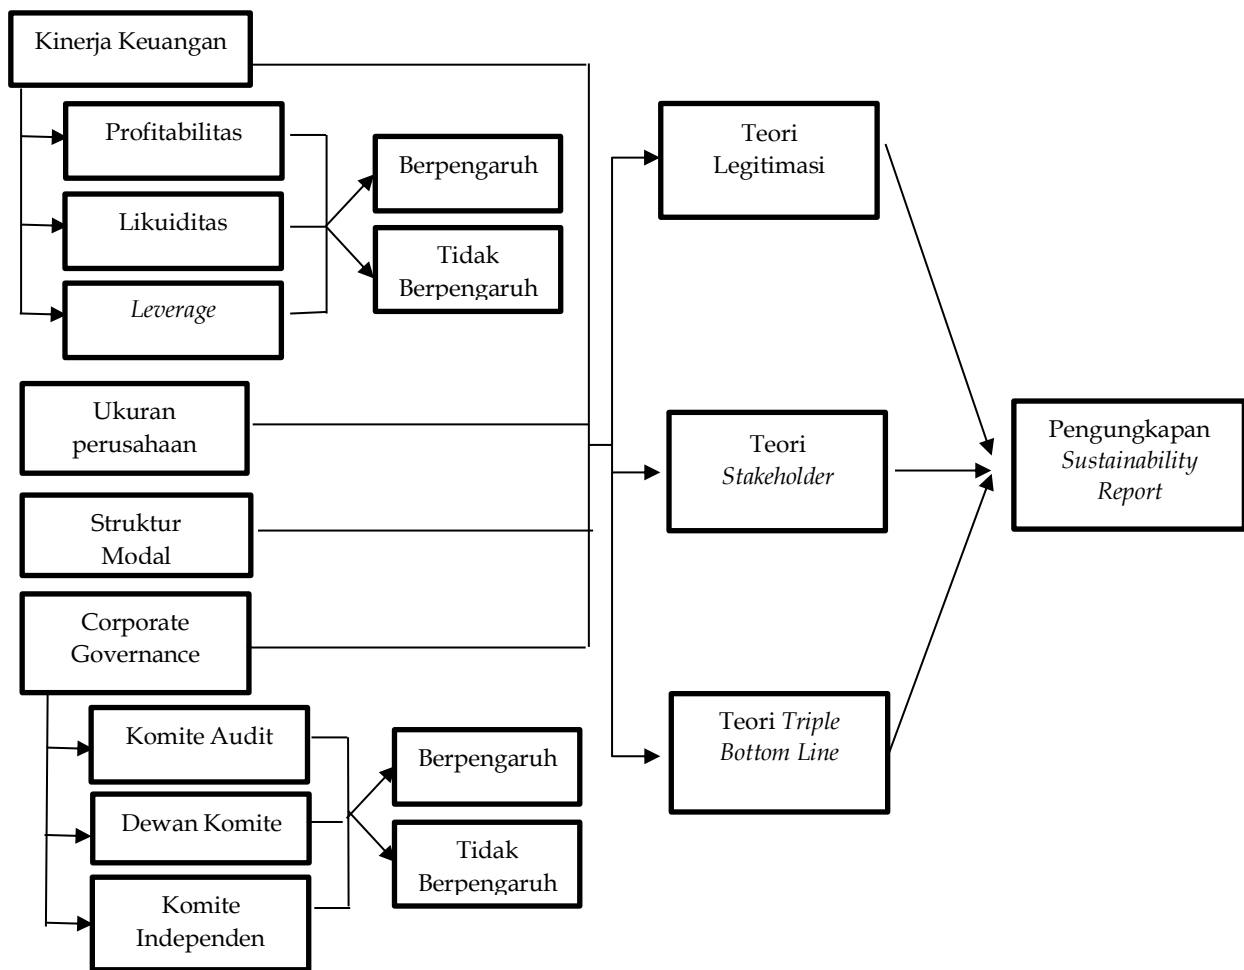 Kinerja Keuangan
Profitabilitas
Likuiditas
Leverage
Berpengaruh
Tidak
Berpengaruh
Ukuran
perusahaan
Struktur
Modal
Corporate
Governance
Komite Audit
Dewan Komite
Komite
Independen
Berpengaruh
Tidak
Berpengaruh
Teori
Legitimasi
Teori
Stakeholder
Teori Triple
Bottom Line
Pengungkapan
Sustainability
Report